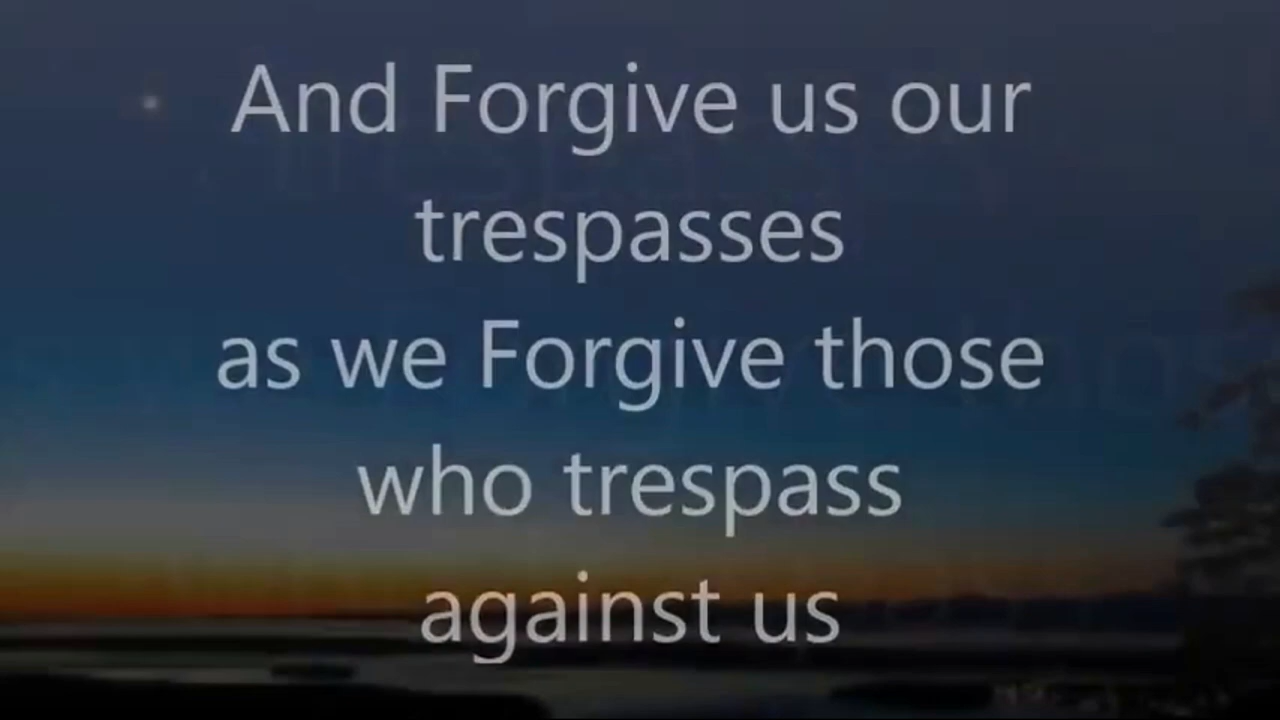 And Forgive us our
trespasses
as we Forgive those
who trespass
against us